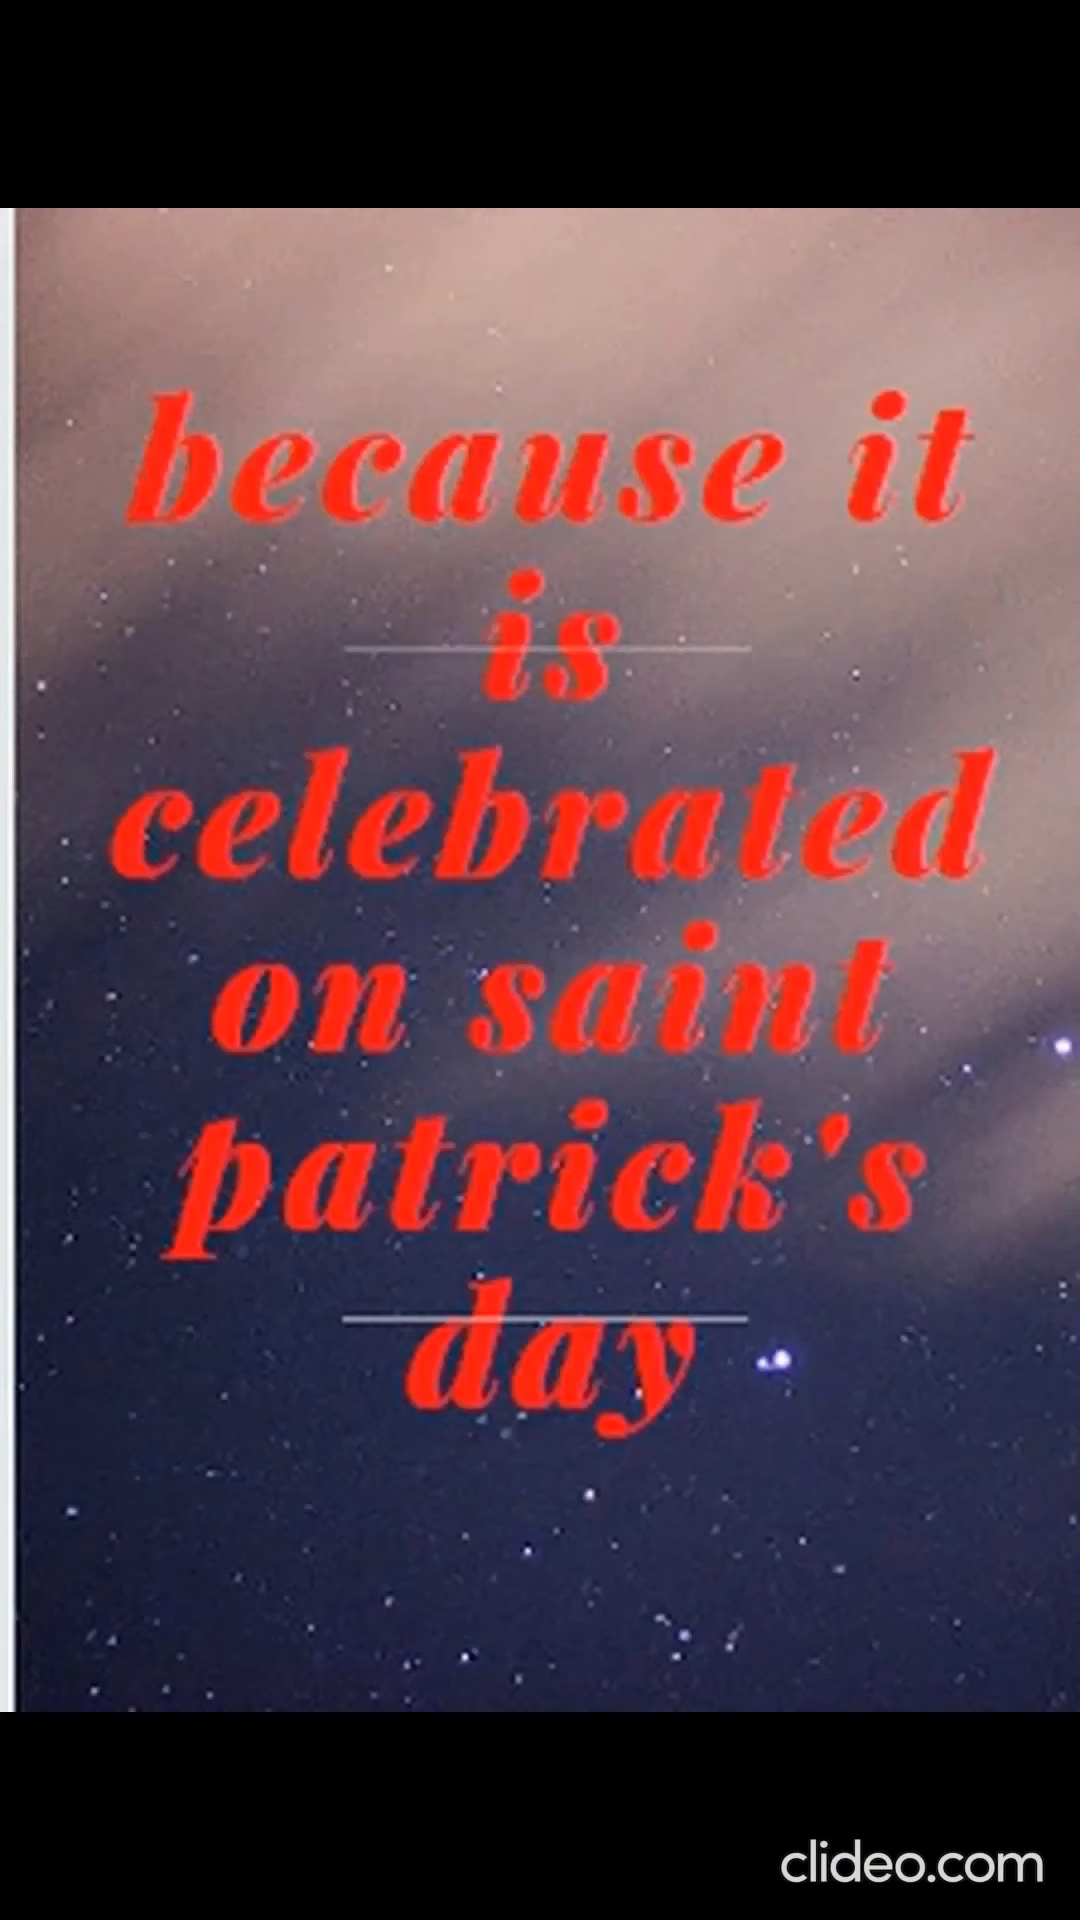 because it
is
celebrated
on saint
patrick's
day
clideo.com